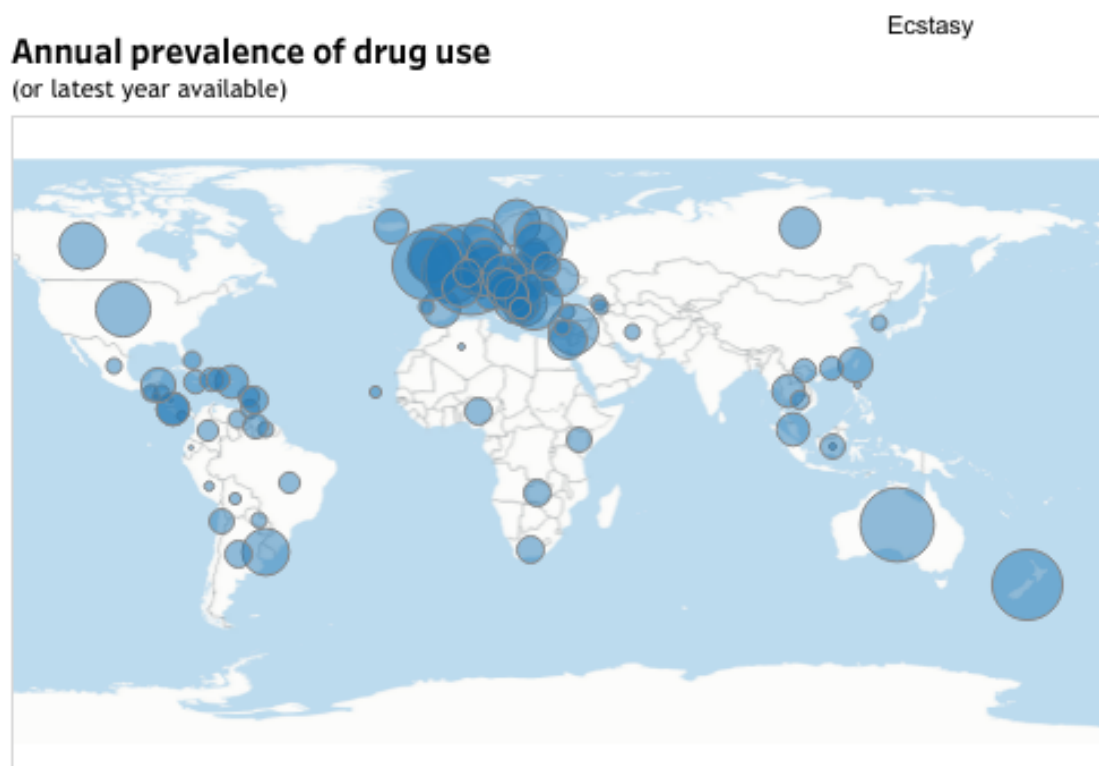 Ecstasy
Annual prevalence of drug use
(or latest year available)